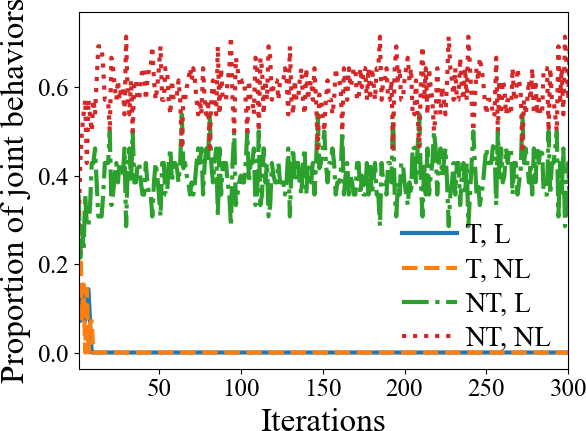 Proportion of joint behaviors
0.6
0.4
0.2
0.0
T, L
T, NL
NT, L
NT, NL
50 100 150 200 250 300
Iterations